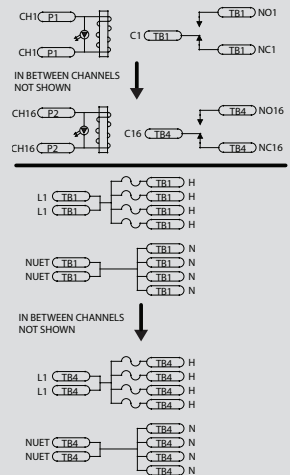 CH1 P1 C1 TB1 TB1 NO1
CH1 P1 TB1 NC1
IN BETWEEN CHANNELS
NOT SHOWN
CH16 P2 C16 TB4 TB4 NO16
CH16 P2 TB4 NC16
L1 TB1 TB1 H
L1 TB1 TB1 H
TB1 H
TB1 H
NUET TB1 TB1 N
NUET TB1 TB1 N
TB1 N
TB1 N
IN BETWEEN CHANNELS
NOT SHOWN
L1 TB4 TB4 H
L1 TB4 TB4 H
TB4 H
TB4 H
NUET TB4 TB4 N
NUET TB4 TB4 N
TB4 N
TB4 N